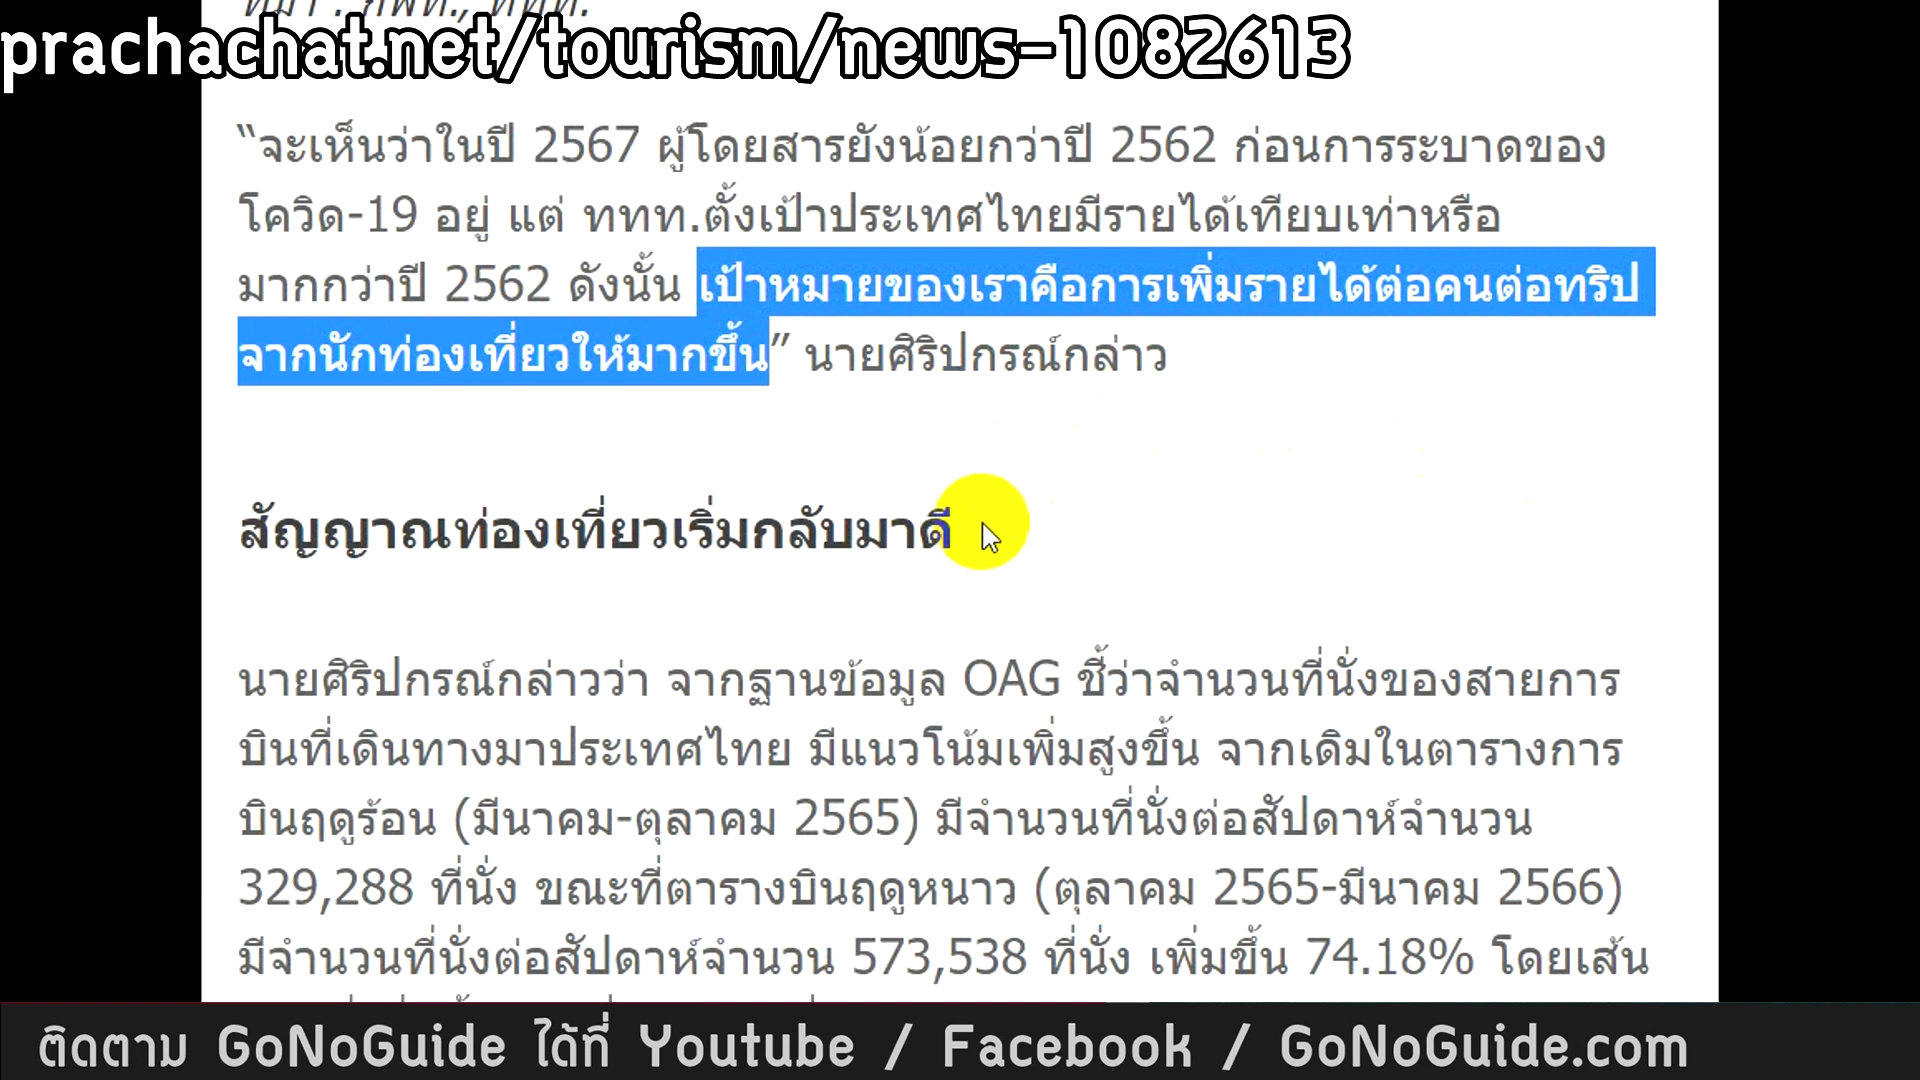 prachachat.net/tourism/news-1082613
“จะเห็นว่าในปี 2567 ผู้โดยสารยังน้อยกว่าปี 2562 ก่อนการระบาดของ
โควิด-19 อยู่ แต่ ททท.ตั้งเป้าประเทศไทยมีรายได้เทียบเท่าหรือ
มากกว่าปี 2562 ดังนั้น เป้าหมายของเราคือการเพิ่มรายได้ต่อคนต่อทริป
จากนักท่องเที่ยวให้มากขึ้น” นายศิริปกรณ์กล่าว
สัญญาณท่องเที่ยวเริ่มกลับมาดี
นายศิริปกรณ์กล่าวว่า จากฐานข้อมูล OAG ชี้ว่าจำนวนที่นั่งของสายการ
บินที่เดินทางมาประเทศไทย มีแนวโน้มเพิ่มสูงขึ้น จากเดิมในตารางการ
บินฤดูร้อน (มีนาคม-ตุลาคม 2565) มีจำนวนที่นั่งต่อสัปดาห์จำนวน
329,288 ที่นั่ง ขณะที่ตารางบินฤดูหนาว (ตุลาคม 2565-มีนาคม 2566)
มีจำนวนที่นั่งต่อสัปดาห์จำนวน 573,538 ที่นั่ง เพิ่มขึ้น 74.18% โดยเส้น
ติดตาม GoNoGuide ได้ที่ Youtube / Facebook / GoNoGuide.com